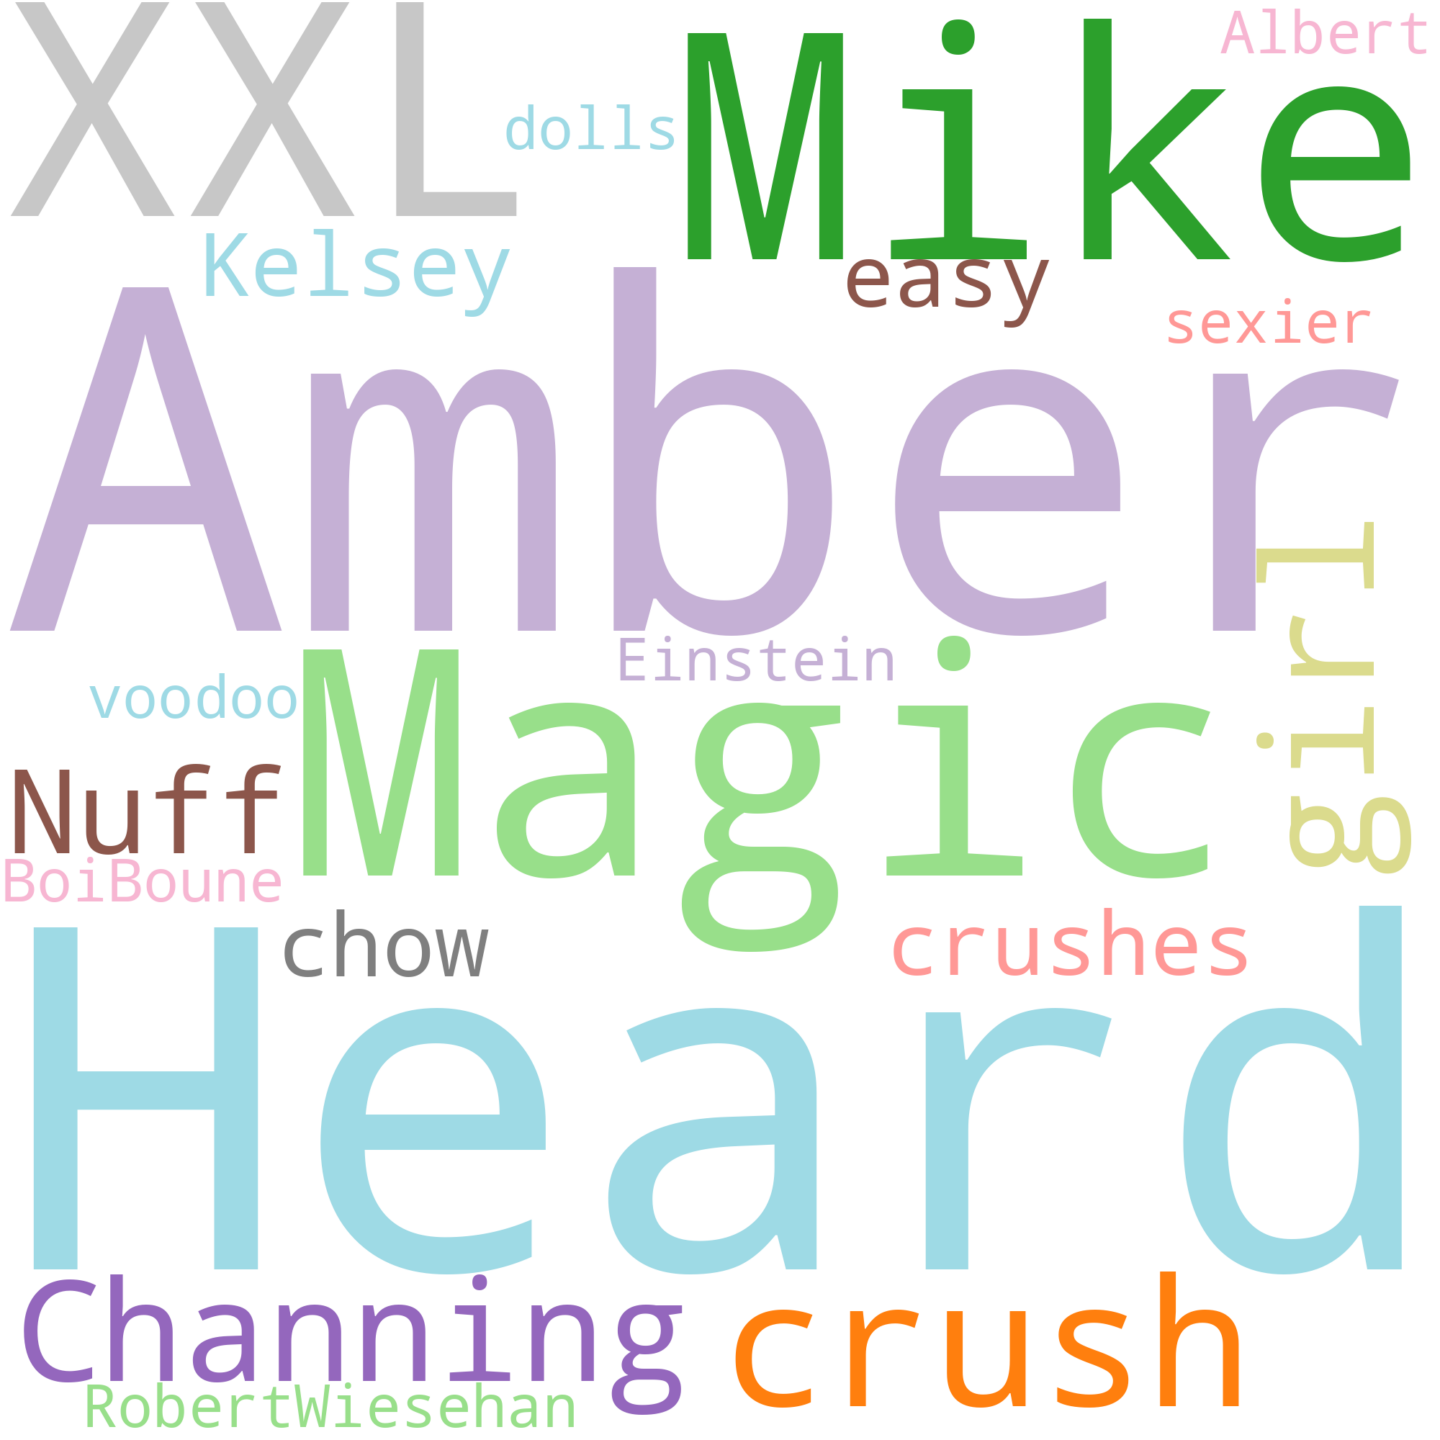 XXL
Mike
Albert
dolls
Kelsey
easy
sexier
Amber
girl
Einstein
voodoo
Magic
Nuff
BoiBoune
chow
crushes
Heard
Channing
crush
RobertWiesehan